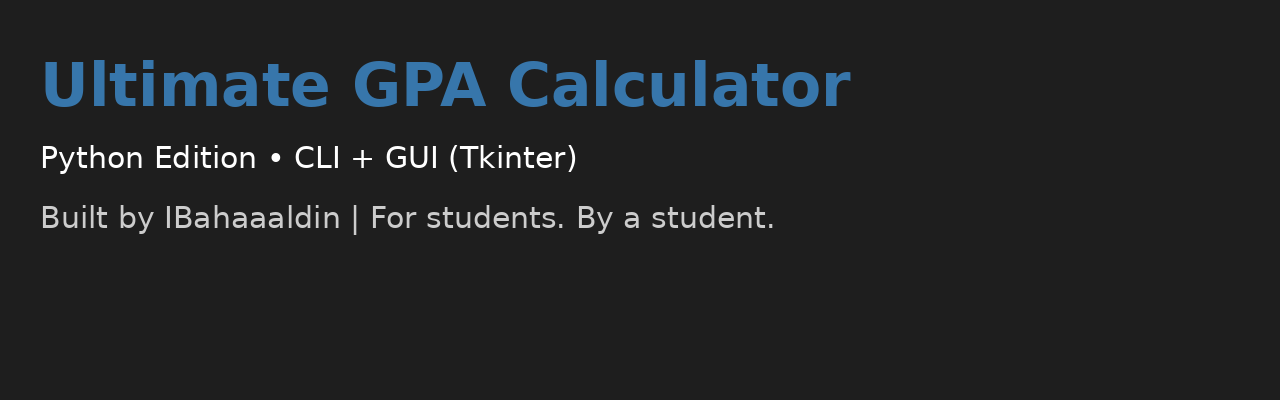 Ultimate GPA Calculator
Python Edition • CLI + GUI (Tkinter)
Built by IBahaaaldin | For students. By a student.